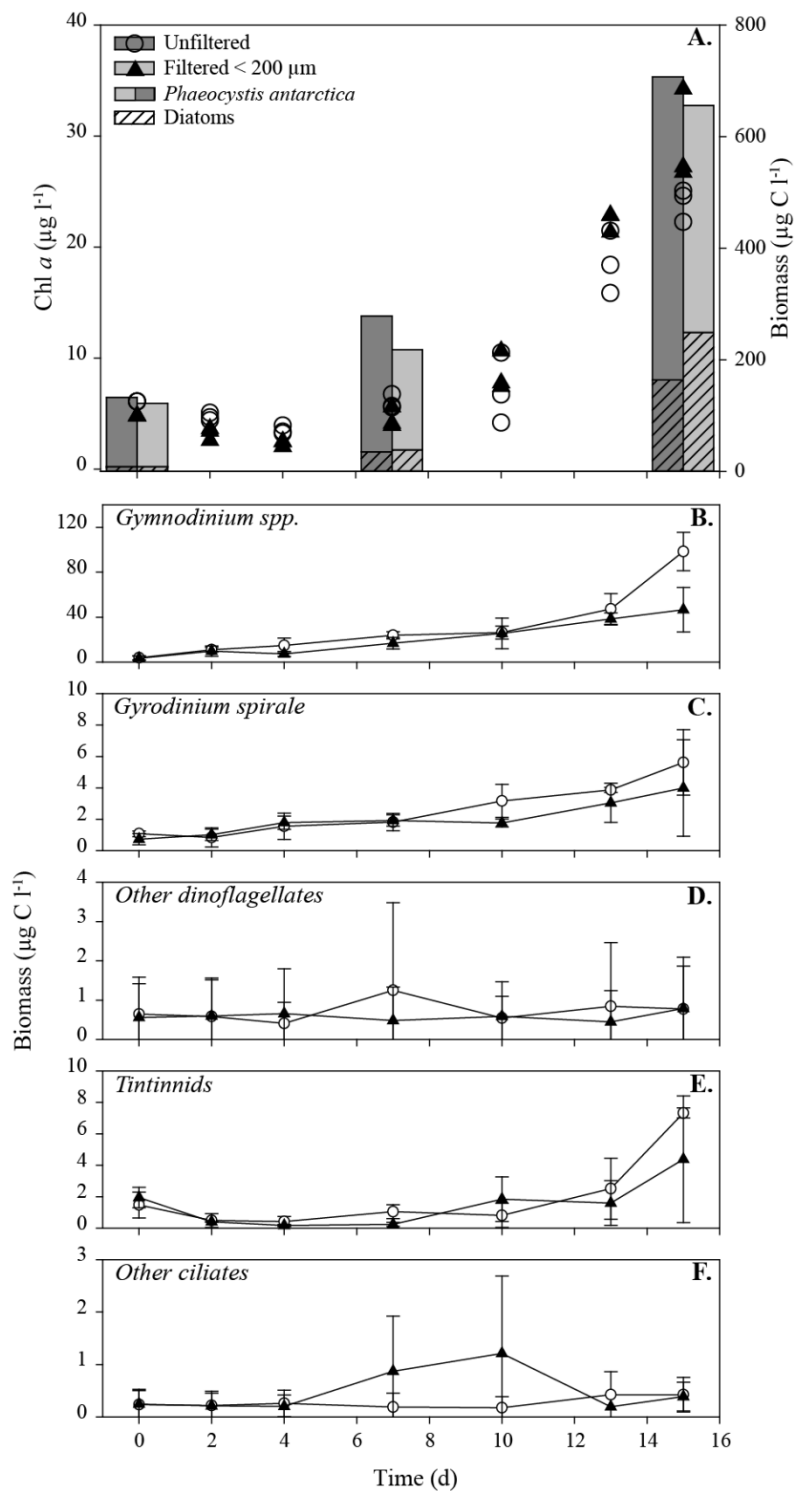 A.
Unfiltered
Filtered < 200 µm
Phaeocystis antarctica
Diatoms
40
30
20
10
0
Chl a (µg l⁻¹)
800
600
400
200
0
Biomass (µg C l⁻¹)
Gymnodinium spp.
B.
120
80
40
0
Gyrodinium spirale
C.
10
8
6
4
2
0
Other dinoflagellates
D.
4
3
2
1
0
Biomass (µg C l⁻¹)
Tintinnids
E.
10
8
6
4
2
0
Other ciliates
F.
3
2
1
0
0 2 4 6 8 10 12 14 16
Time (d)